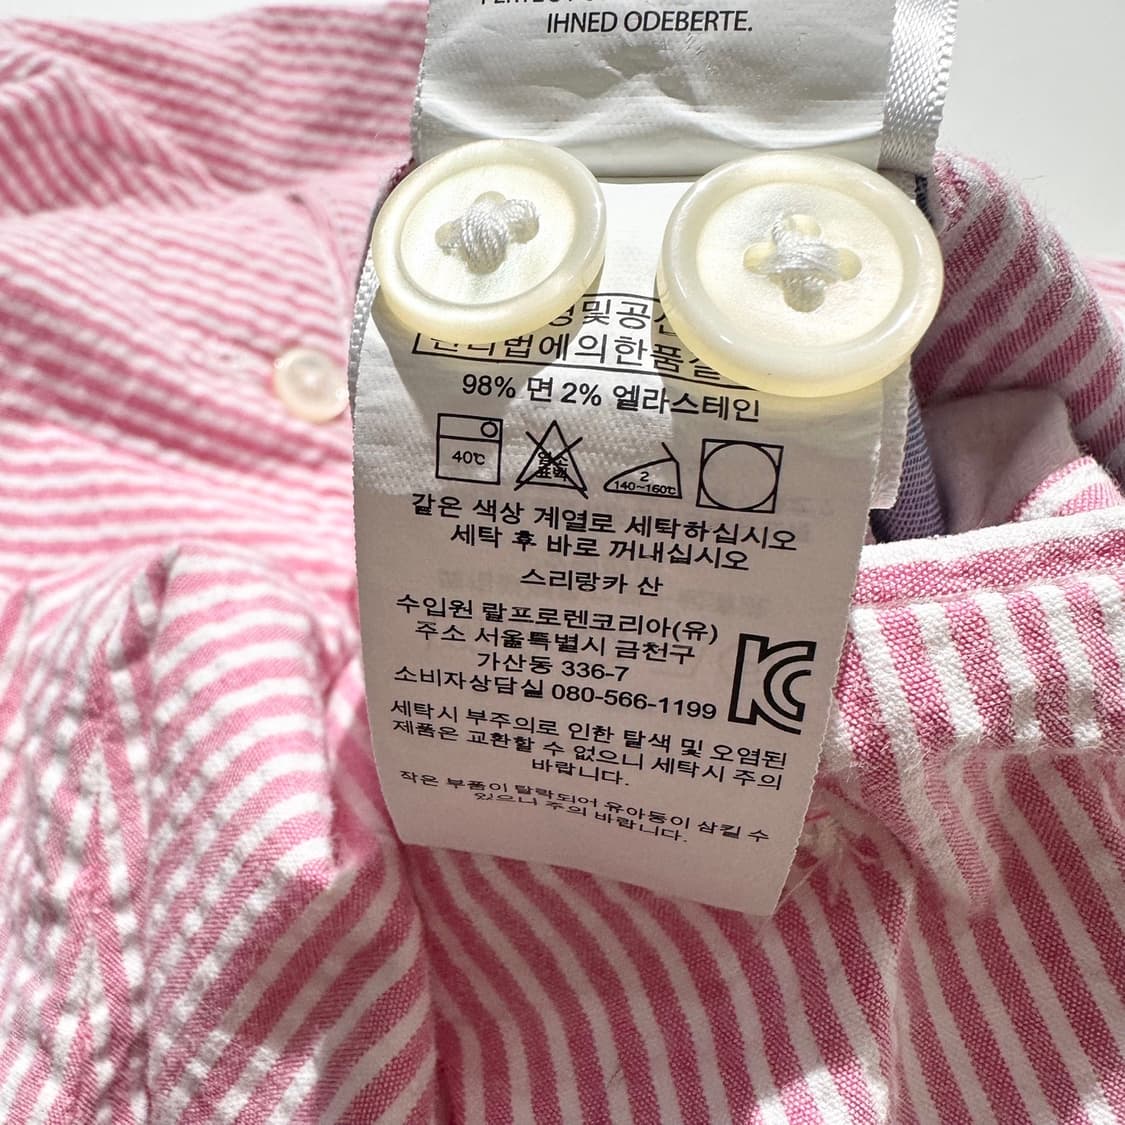 IHNED ODEBERTE.
및공
법에의한품
98% 면 2% 엘라스테인
40℃
염소
표백
2
140~160℃
같은 색상 계열로 세탁하십시오
세탁 후 바로 꺼내십시오
스리랑카 산
수입원 랄프로렌코리아(유)
주소 서울특별시 금천구
가산동 336-7
소비자상담실 080-566-1199
세탁시 부주의로 인한 탈색 및 오염된
제품은 교환할 수 없으니 세탁시 주의
바랍니다.
작은 부품이 탈락되어 유아동이 삼킬 수
있으니 주의 바랍니다.